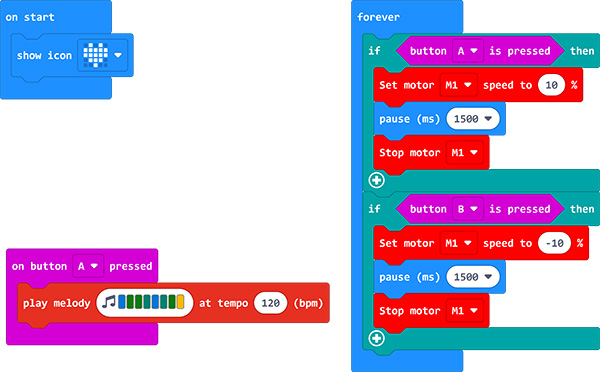 on start
show icon
on button A pressed
play melody at tempo 120 (bpm)
forever
if button A is pressed then
Set motor M1 speed to 10 %
pause (ms) 1500
Stop motor M1
if button B is pressed then
Set motor M1 speed to -10 %
pause (ms) 1500
Stop motor M1